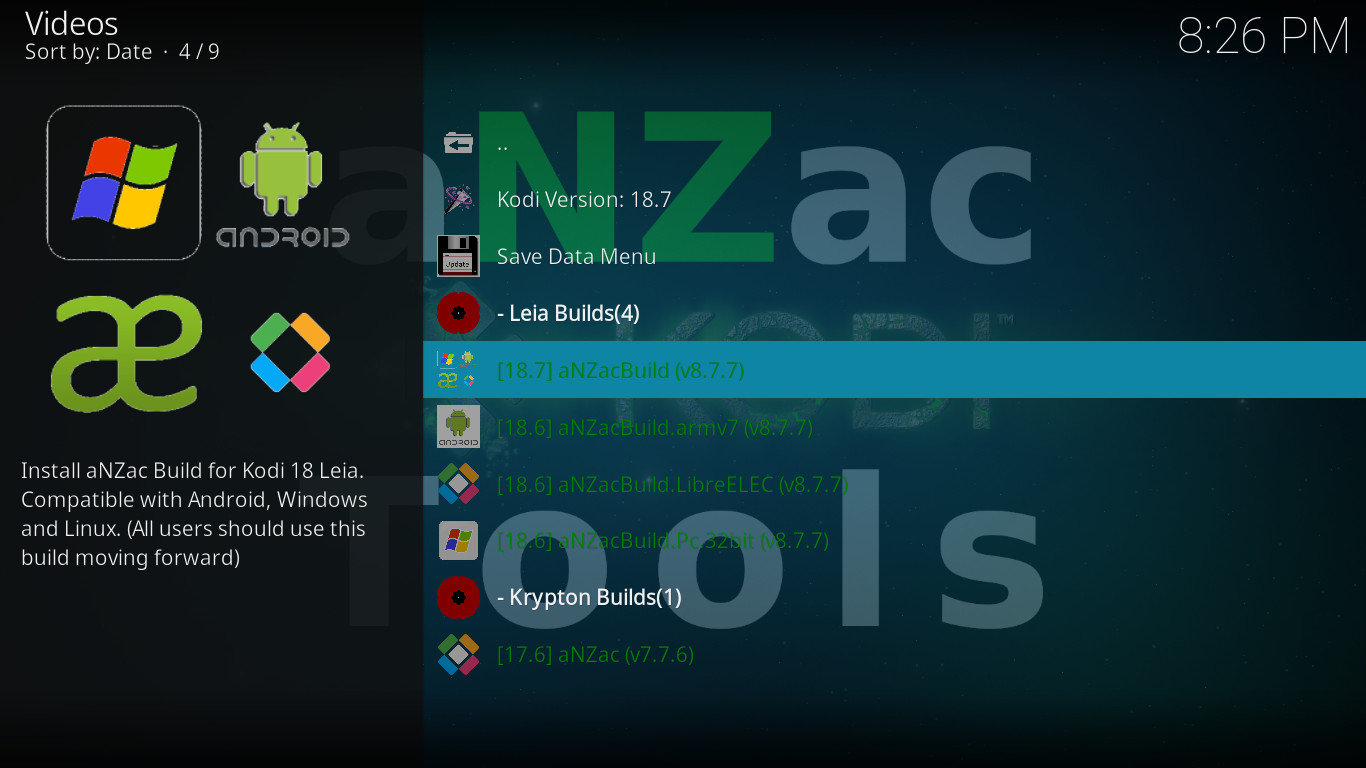 Videos
Sort by: Date · 4 / 9
8:26 PM
ANDROID
æ
Install aNZac Build for Kodi 18 Leia.
Compatible with Android, Windows
and Linux. (All users should use this
build moving forward)
aNZac
KODI™
Tools
..
Kodi Version: 18.7
Update
Save Data Menu
- Leia Builds(4)
[18.7] aNZacBuild (v8.7.7)
ANDROID
[18.6] aNZacBuild.armv7 (v8.7.7)
[18.6] aNZacBuild.LibreELEC (v8.7.7)
[18.6] aNZacBuild.Pc 32bit (v8.7.7)
- Krypton Builds(1)
[17.6] aNZac (v7.7.6)